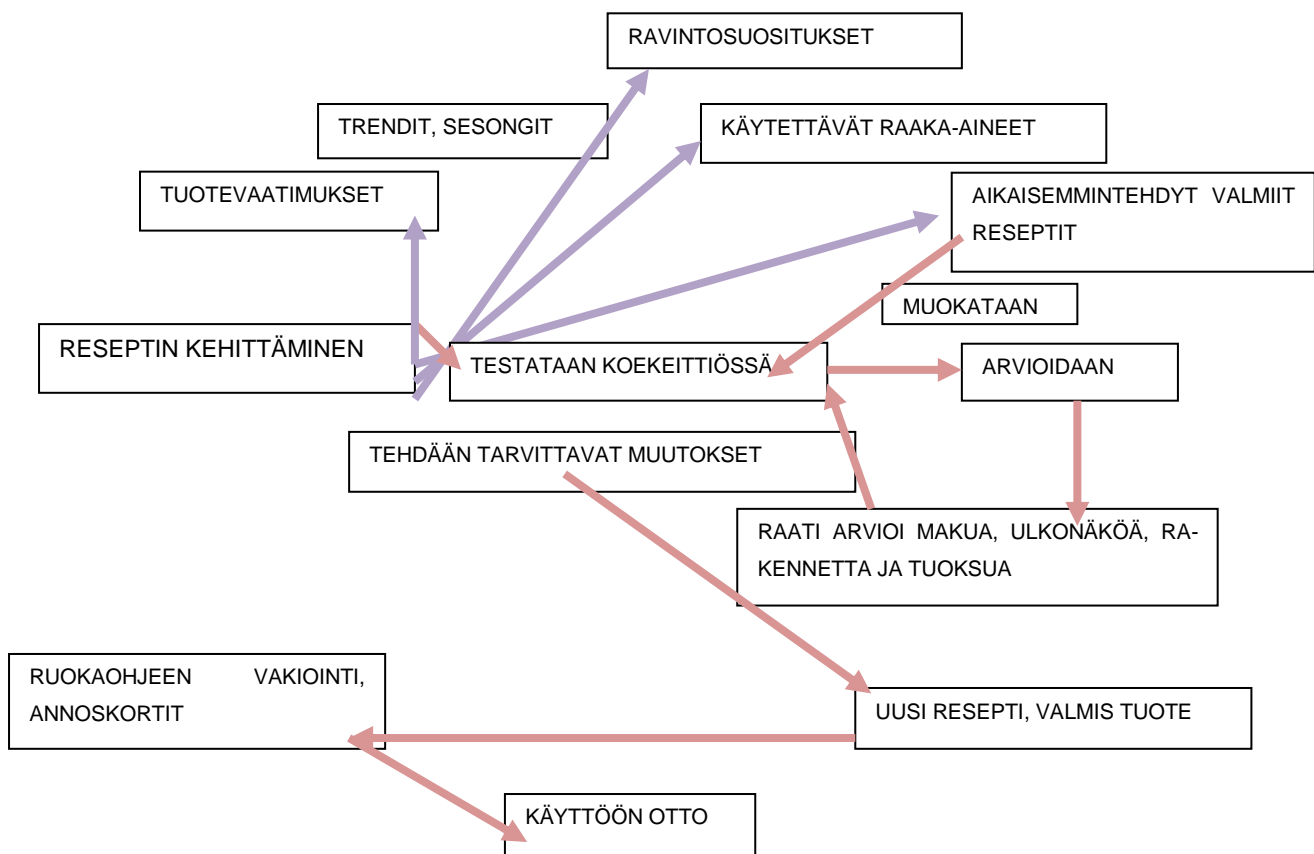 RAVINTOSUOSITUKSET
TRENDIT, SESONGIT
KÄYTETTÄVÄT RAAKA-AINEET
TUOTEVAATIMUKSET
AIKAISEMMINTEHDYT VALMIIT
RESEPTIT
MUOKATAAN
RESEPTIN KEHITTÄMINEN
TESTATAAN KOEKEITTIÖSSÄ
ARVIOIDAAN
TEHDÄÄN TARVITTAVAT MUUTOKSET
RAATI ARVIOI MAKUA, ULKONÄKÖÄ, RA-
KENNETTA JA TUOKSUA
RUOKAOHJEEN VAKIOINTI,
ANNOSKORTIT
UUSI RESEPTI, VALMIS TUOTE
KÄYTTÖÖN OTTO